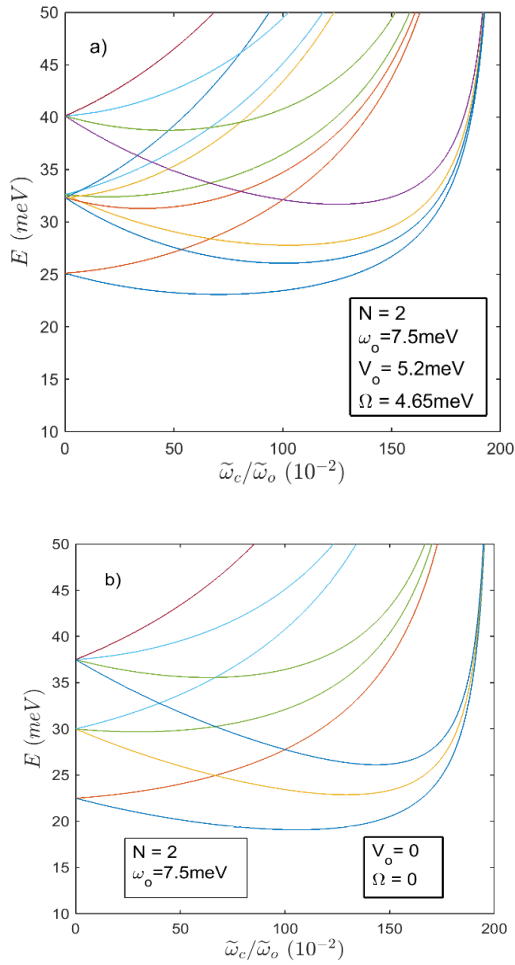 50
a)
45
40
35
30
25
20
15
10
E (meV)
N = 2
ω_o=7.5meV
V_o= 5.2meV
Ω = 4.65meV
0 50 100 150 200
ω̃_c/ω̃_o (10⁻²)
50
b)
45
40
35
30
25
20
15
10
E (meV)
N = 2
ω_o=7.5meV
V_o= 0
Ω = 0
0 50 100 150 200
ω̃_c/ω̃_o (10⁻²)